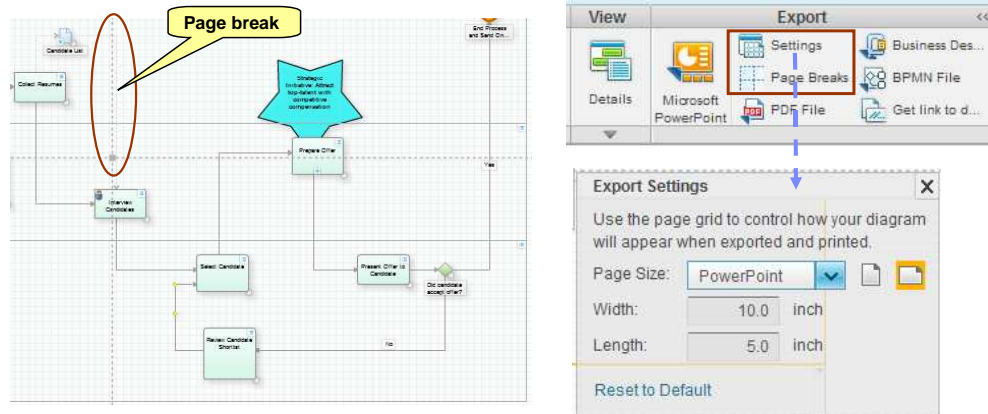 Page break
Candidate List
End Process
and Send On...
Collect Resumes
Strategic
Initiative: Attract
top-talent with
competitive
compensation
Prepare Offer
Yes
Interview
Candidates
Select Candidate
Present Offer to
Candidate
Did candidate
accept offer?
Review Candidate
Shortlist
No
View
Export
<<
Details
Microsoft
PowerPoint
Settings
Page Breaks
PDF File
Business Des...
BPMN File
Get link to d...
Export Settings
X
Use the page grid to control how your diagram
will appear when exported and printed.
Page Size: PowerPoint
Width: 10.0 inch
Length: 5.0 inch
Reset to Default